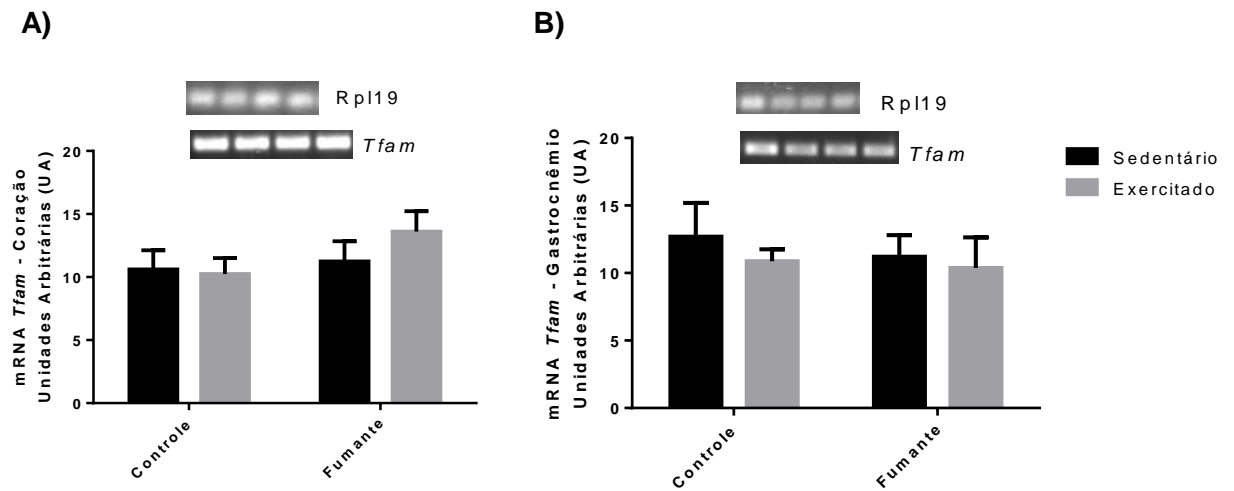 A)
Rpl19
Tfam
mRNA Tfam - Coração
Unidades Arbitrárias (UA)
20
15
10
5
0
Controle
Fumante
B)
Rpl19
Tfam
mRNA Tfam - Gastrocnêmio
Unidades Arbitrárias (UA)
20
15
10
5
0
Controle
Fumante
Sedentário
Exercitado